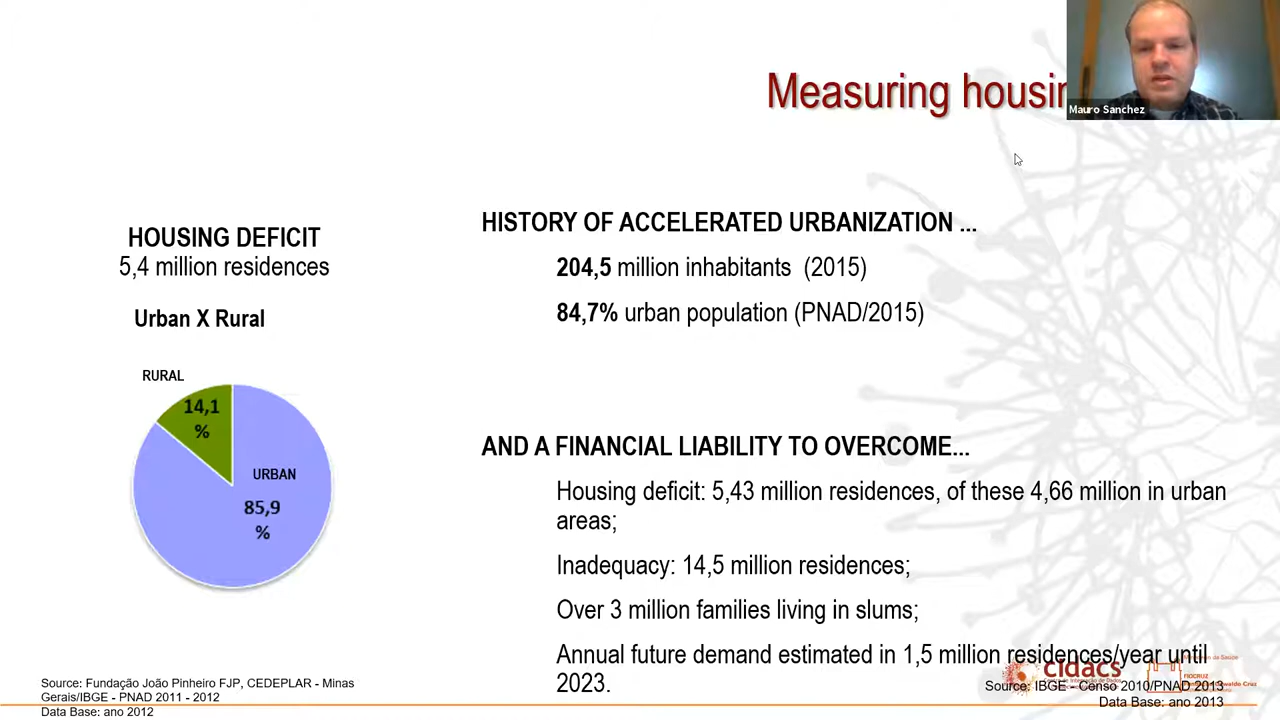 Measuring housin
Mauro Sanchez
HOUSING DEFICIT
5,4 million residences
Urban X Rural
RURAL
14,1
%
URBAN
85,9
%
HISTORY OF ACCELERATED URBANIZATION ...
204,5 million inhabitants (2015)
84,7% urban population (PNAD/2015)
AND A FINANCIAL LIABILITY TO OVERCOME...
Housing deficit: 5,43 million residences, of these 4,66 million in urban
areas;
Inadequacy: 14,5 million residences;
Over 3 million families living in slums;
Annual future demand estimated in 1,5 million residences/year until
2023.
Source: Fundação João Pinheiro FJP, CEDEPLAR - Minas
Gerais/IBGE - PNAD 2011 - 2012
Data Base: ano 2012
cidacs
FIOCRUZ
Source: IBGE - Censo 2010/PNAD 2013
Data Base: ano 2013